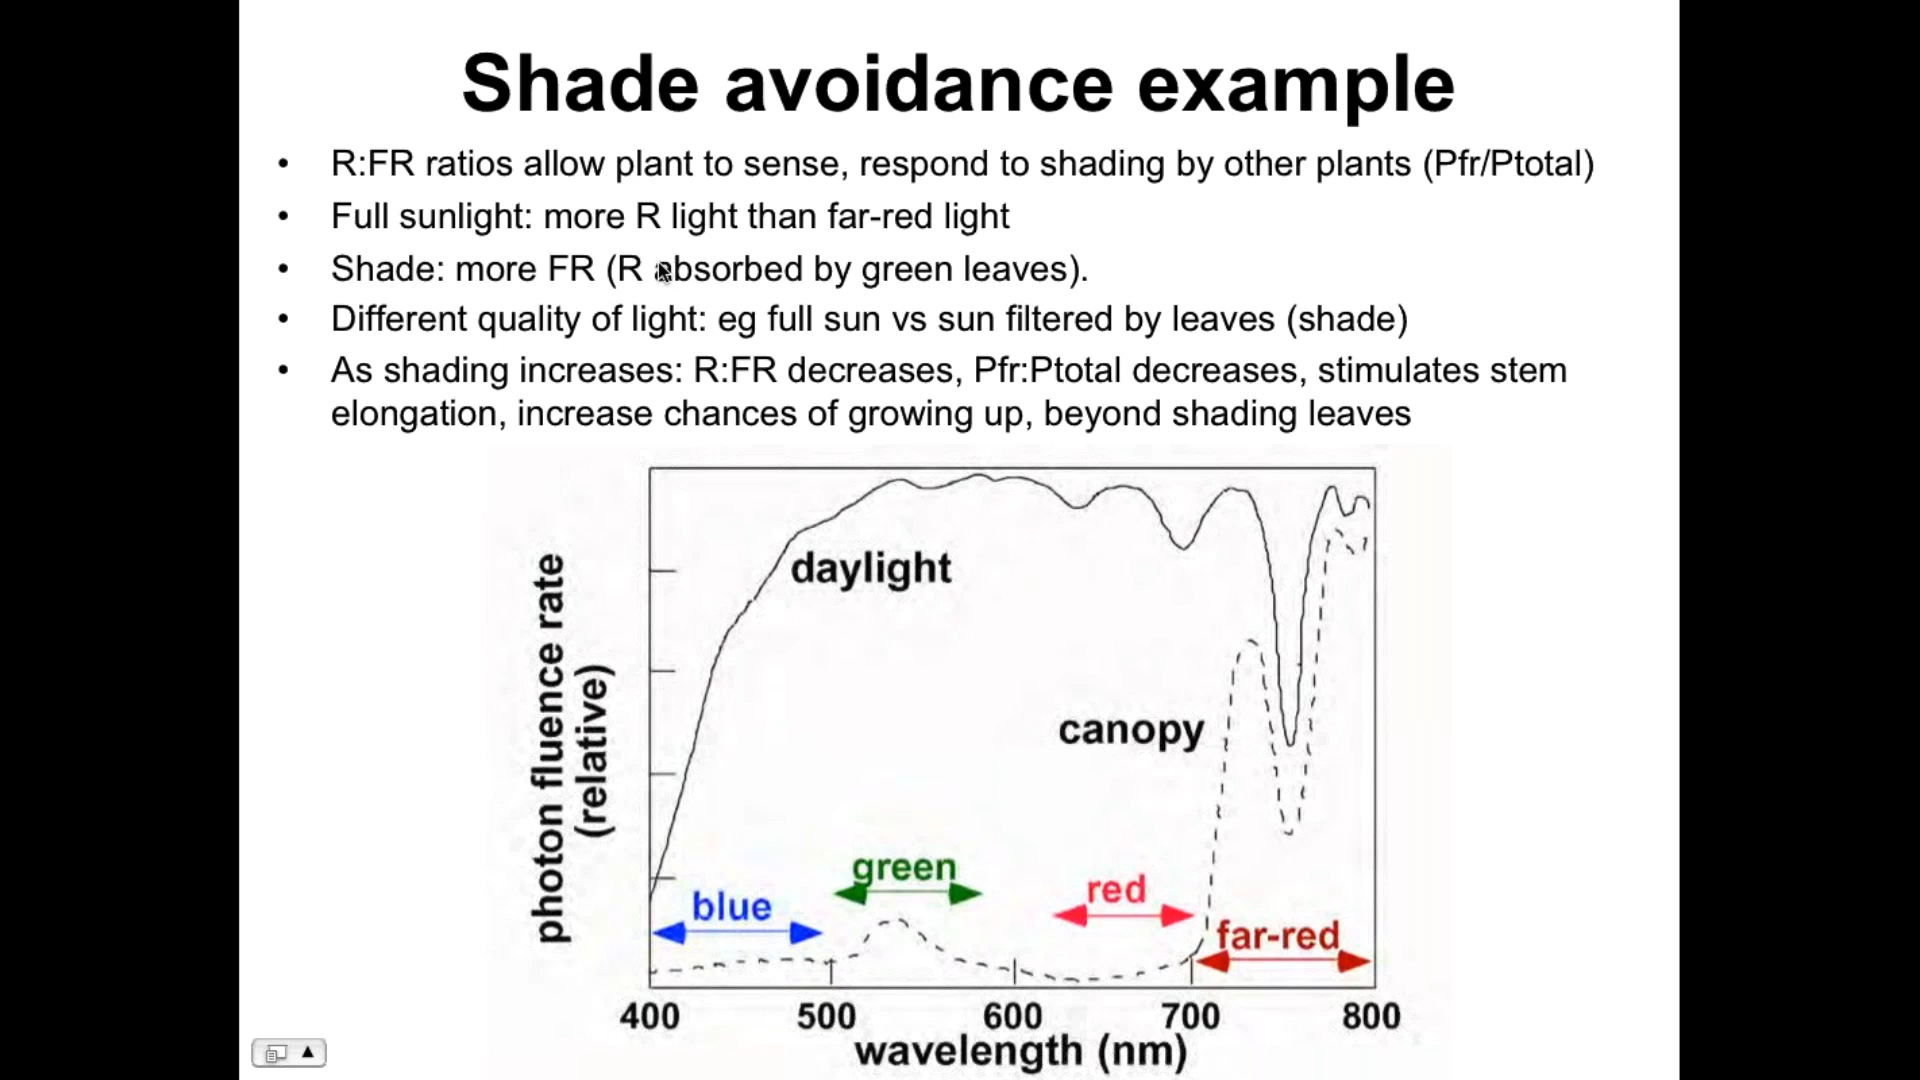 Shade avoidance example
• R:FR ratios allow plant to sense, respond to shading by other plants (Pfr/Ptotal)
• Full sunlight: more R light than far-red light
• Shade: more FR (R absorbed by green leaves).
• Different quality of light: eg full sun vs sun filtered by leaves (shade)
• As shading increases: R:FR decreases, Pfr:Ptotal decreases, stimulates stem
elongation, increase chances of growing up, beyond shading leaves
photon fluence rate
(relative)
daylight
canopy
green
red
blue
far-red
400 500 600 700 800
wavelength (nm)